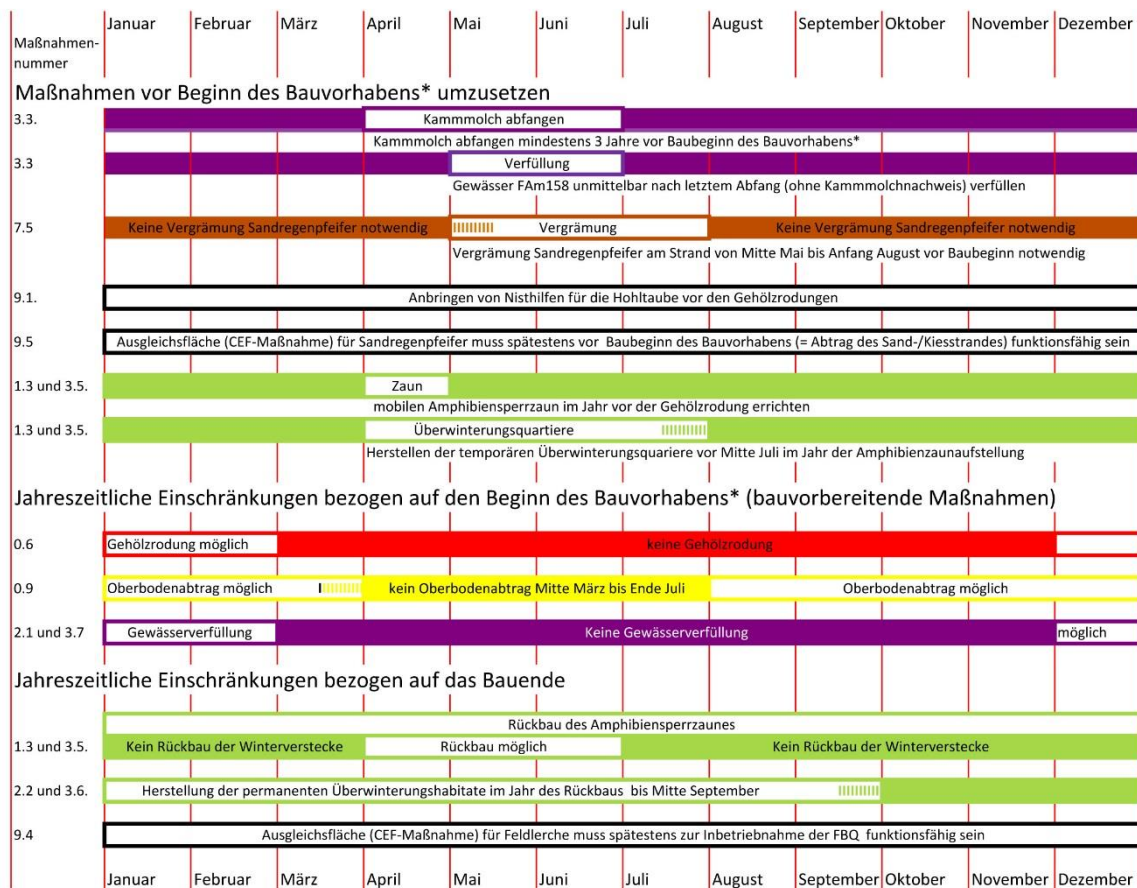 Januar Februar März April Mai Juni Juli August September Oktober November Dezember
Maßnahmen-
nummer
Maßnahmen vor Beginn des Bauvorhabens* umzusetzen
3.3. Kammmolch abfangen
Kammmolch abfangen mindestens 3 Jahre vor Baubeginn des Bauvorhabens*
3.3 Verfüllung
Gewässer FAm158 unmittelbar nach letztem Abfang (ohne Kammmolchnachweis) verfüllen
7.5 Keine Vergrämung Sandregenpfeifer notwendig Vergrämung Keine Vergrämung Sandregenpfeifer notwendig
Vergrämung Sandregenpfeifer am Strand von Mitte Mai bis Anfang August vor Baubeginn notwendig
9.1. Anbringen von Nisthilfen für die Hohltaube vor den Gehölzrodungen
9.5 Ausgleichsfläche (CEF-Maßnahme) für Sandregenpfeifer muss spätestens vor Baubeginn des Bauvorhabens (= Abtrag des Sand-/Kiesstrandes) funktionsfähig sein
1.3 und 3.5. Zaun
mobilen Amphibiensperrzaun im Jahr vor der Gehölzrodung errichten
1.3 und 3.5. Überwinterungsquartiere
Herstellen der temporären Überwinterungsquariere vor Mitte Juli im Jahr der Amphibienzaunaufstellung
Jahreszeitliche Einschränkungen bezogen auf den Beginn des Bauvorhabens* (bauvorbereitende Maßnahmen)
0.6 Gehölzrodung möglich keine Gehölzrodung
0.9 Oberbodenabtrag möglich kein Oberbodenabtrag Mitte März bis Ende Juli Oberbodenabtrag möglich
2.1 und 3.7 Gewässerverfüllung Keine Gewässerverfüllung möglich
Jahreszeitliche Einschränkungen bezogen auf das Bauende
Rückbau des Amphibiensperrzaunes
1.3 und 3.5. Kein Rückbau der Winterverstecke Rückbau möglich Kein Rückbau der Winterverstecke
2.2 und 3.6. Herstellung der permanenten Überwinterungshabitate im Jahr des Rückbaus bis Mitte September
9.4 Ausgleichsfläche (CEF-Maßnahme) für Feldlerche muss spätestens zur Inbetriebnahme der FBQ funktionsfähig sein
Januar Februar März April Mai Juni Juli August September Oktober November Dezember